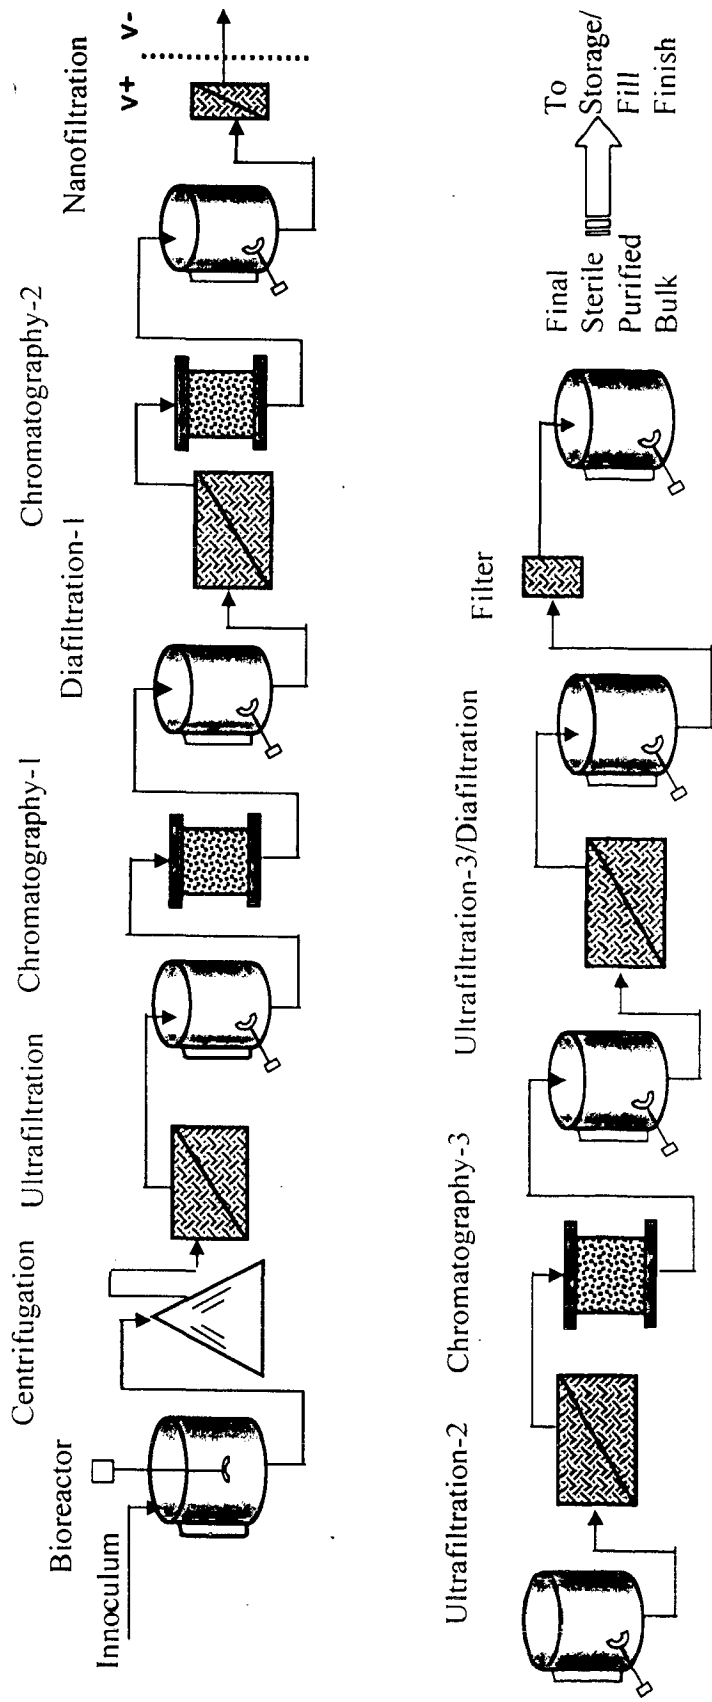 Innoculum
Bioreactor
Centrifugation
Ultrafiltration
Chromatography-1
Diafiltration-1
Chromatography-2
Nanofiltration
V+ V-
Ultrafiltration-2
Chromatography-3
Ultrafiltration-3/Diafiltration
Filter
Final
Sterile
Purified
Bulk
To
Storage/
Fill
Finish